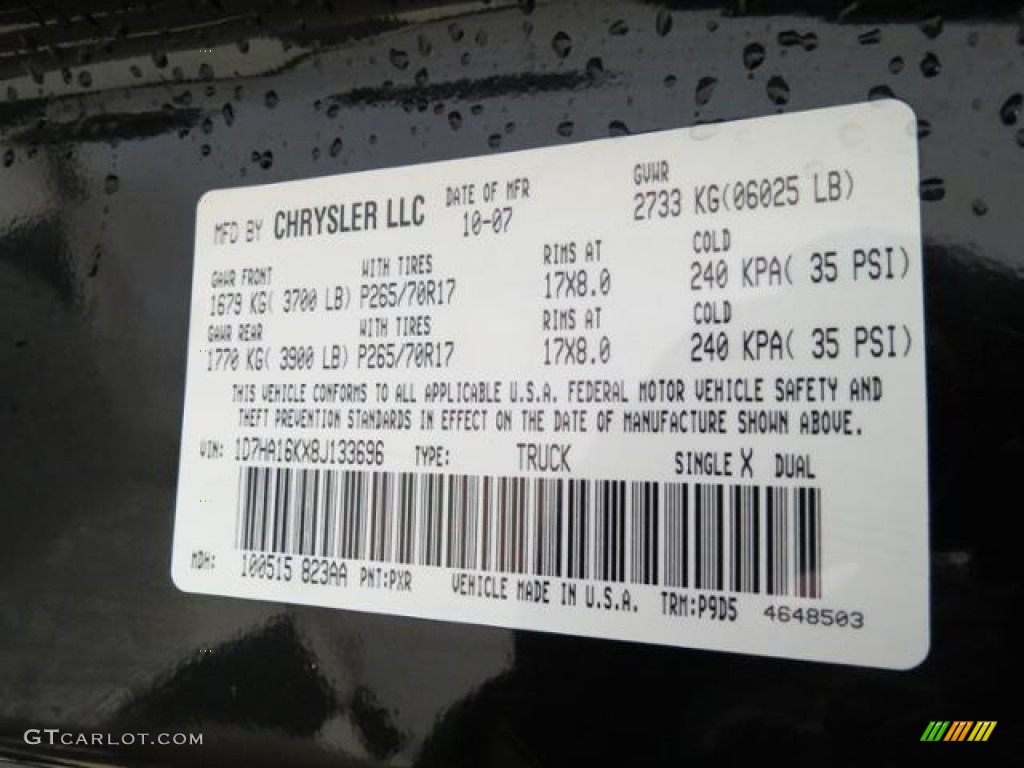 MFD BY CHRYSLER LLC DATE OF MFR GVWR
10-07 2733 KG(06025 LB)
GAWR FRONT WITH TIRES RIMS AT COLD
1679 KG( 3700 LB) P265/70R17 17X8.0 240 KPA( 35 PSI)
GAWR REAR WITH TIRES RIMS AT COLD
1770 KG( 3900 LB) P265/70R17 17X8.0 240 KPA( 35 PSI)
THIS VEHICLE CONFORMS TO ALL APPLICABLE U.S.A. FEDERAL MOTOR VEHICLE SAFETY AND
THEFT PREVENTION STANDARDS IN EFFECT ON THE DATE OF MANUFACTURE SHOWN ABOVE.
VIN: 1D7HA16KX8J133696 TYPE: TRUCK SINGLE X DUAL
MDH: 100515 823AA PNT:PXR VEHICLE MADE IN U.S.A. TRM:P9D5 4648503
GTCARLOT.COM